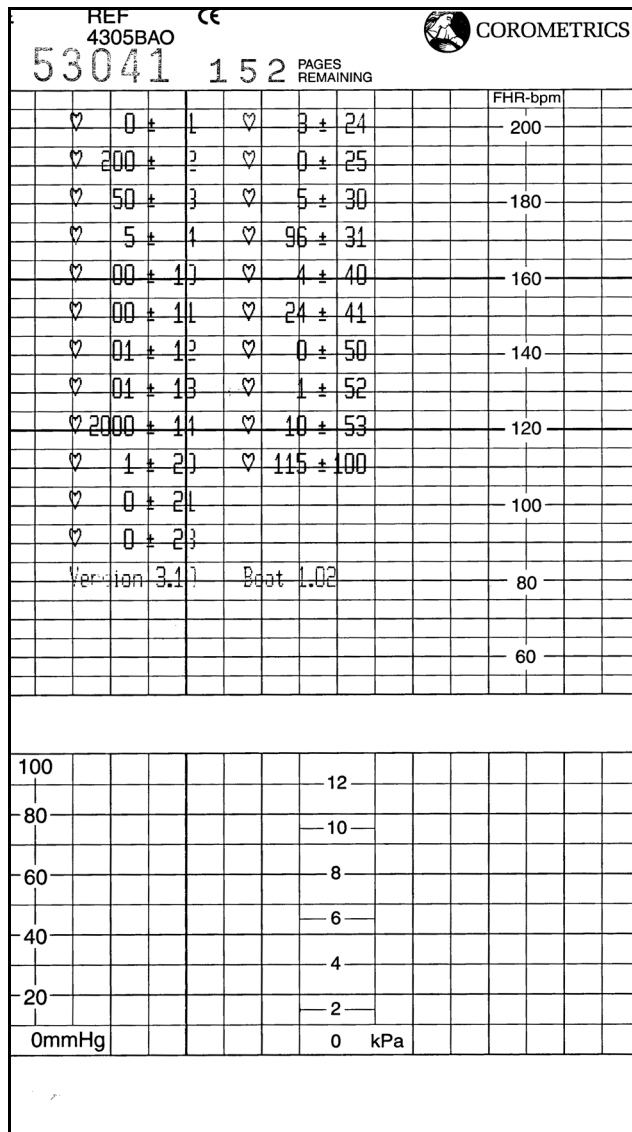 REF CE
4305BAO
COROMETRICS
53041 152 PAGES REMAINING
FHR-bpm
♡ 0 ± 1 ♡ 3 ± 24 200
♡ 200 ± 2 ♡ 0 ± 25
♡ 50 ± 3 ♡ 5 ± 30 180
♡ 5 ± 4 ♡ 96 ± 31
♡ 00 ± 10 ♡ 4 ± 40 160
♡ 00 ± 11 ♡ 24 ± 41
♡ 01 ± 12 ♡ 0 ± 50 140
♡ 01 ± 13 ♡ 1 ± 52
♡ 2000 ± 14 ♡ 10 ± 53 120
♡ 1 ± 20 ♡ 115 ± 100
♡ 0 ± 21 100
♡ 0 ± 23
Version 3.10 Boot 1.02 80
60
100
12
80
10
60 8
6
40
4
20
2
0mmHg 0 kPa